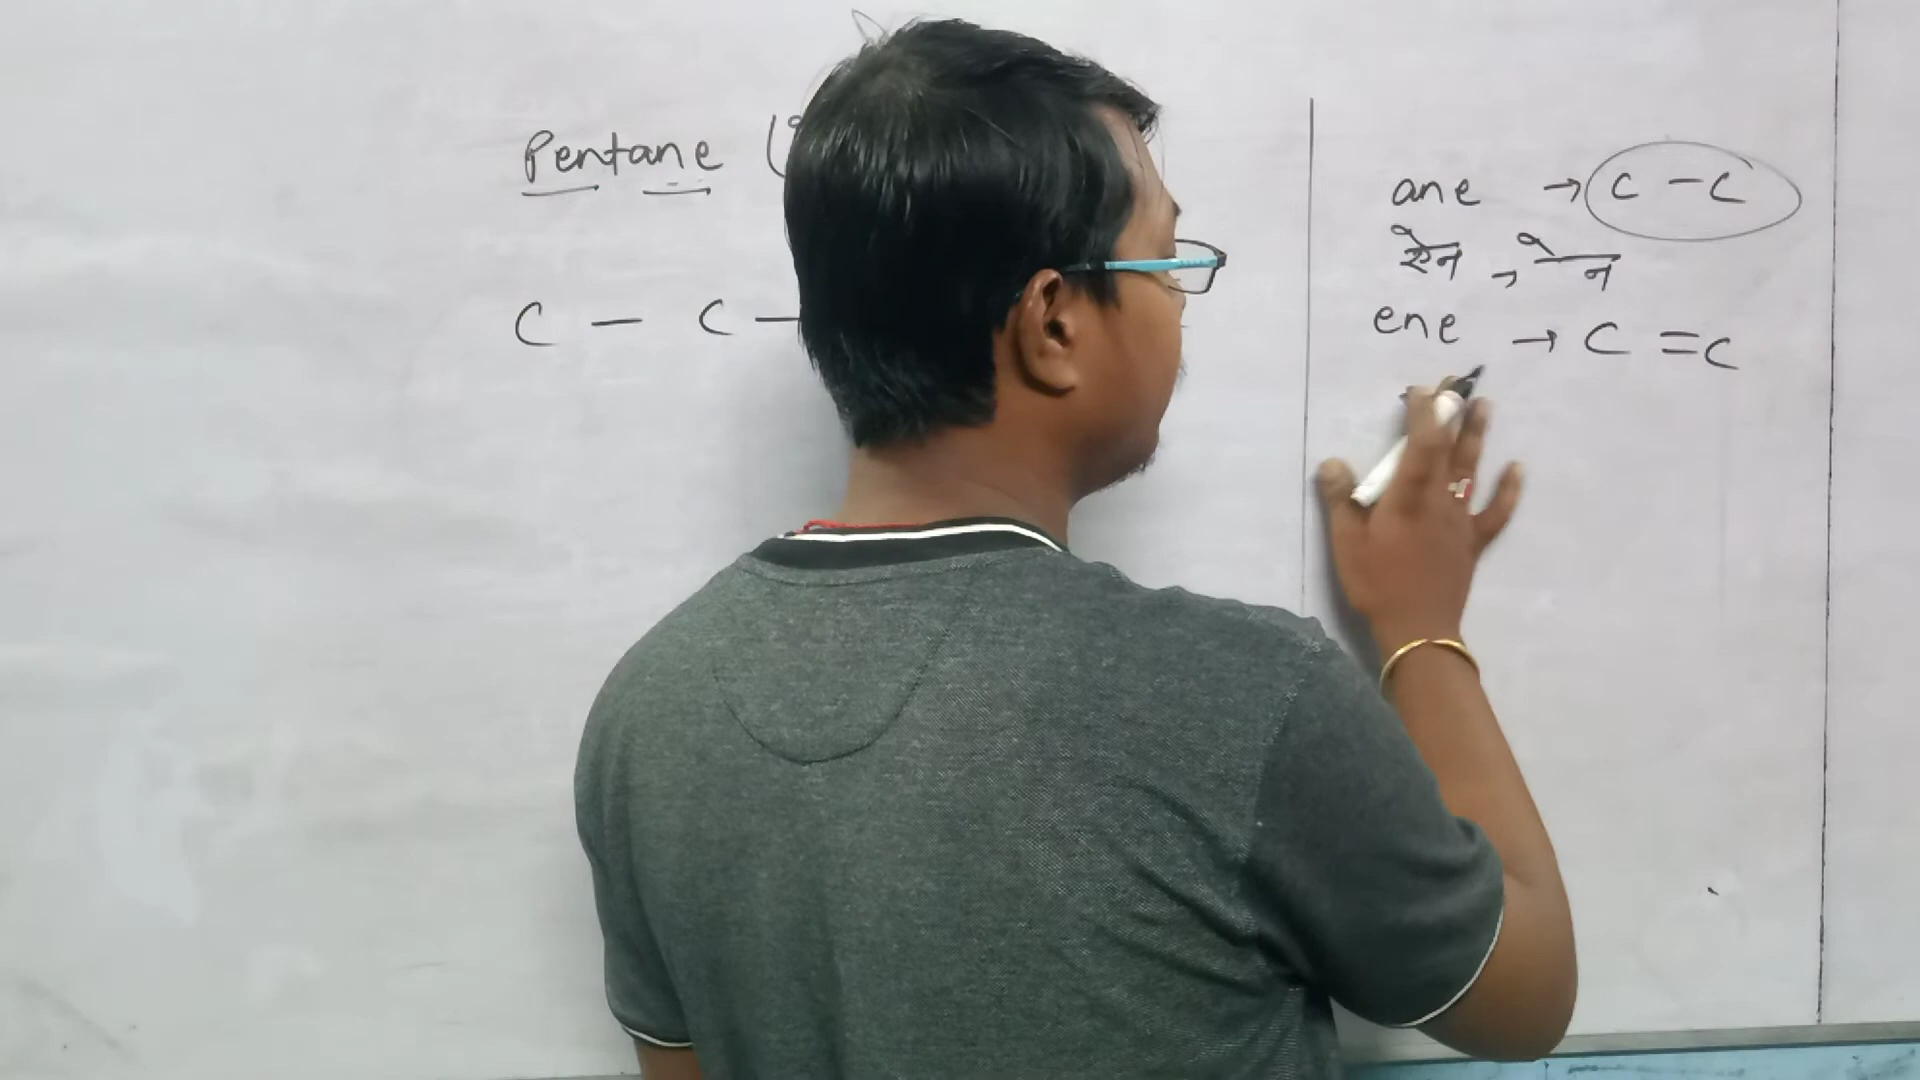 Pentane (
C - C -
ane → C - C
ऐन , ैन
ene → C = C